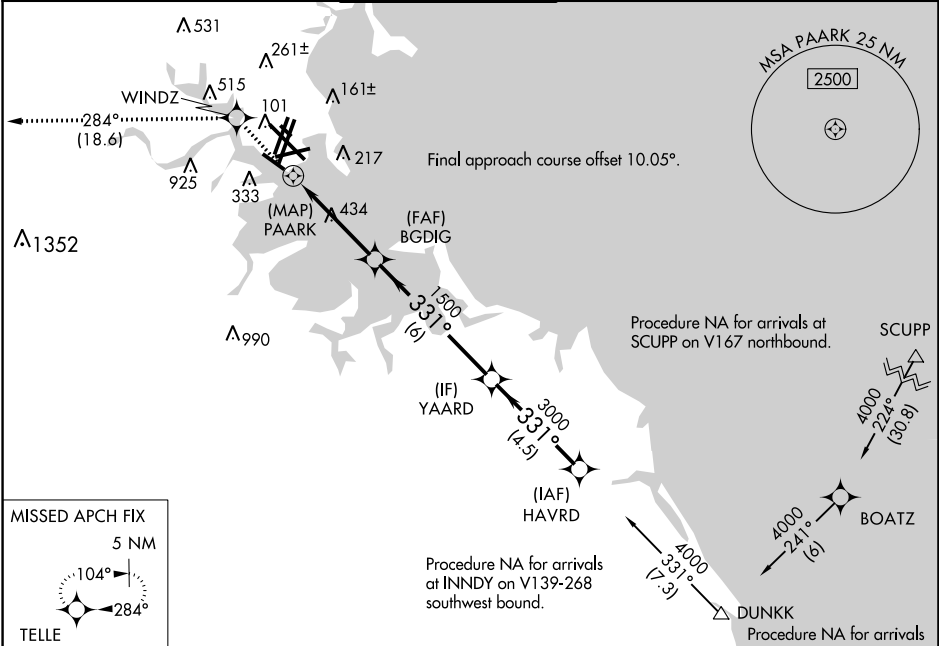 531
261±
MSA PAARK 25 NM
2500
515
161±
WINDZ
101
284°
(18.6)
217
Final approach course offset 10.05°.
925
333
(MAP)
PAARK
434
(FAF)
BGDIG
1352
1500
331°
(6)
Procedure NA for arrivals at
SCUPP on V167 northbound.
SCUPP
990
(IF)
YAARD
4000
224°
(30.8)
3000
331°
(4.5)
(IAF)
HAVRD
BOATZ
4000
241°
(6)
MISSED APCH FIX
5 NM
104°
284°
TELLE
Procedure NA for arrivals
at INNDY on V139-268
southwest bound.
4000
331°
(7.3)
DUNKK
Procedure NA for arrivals